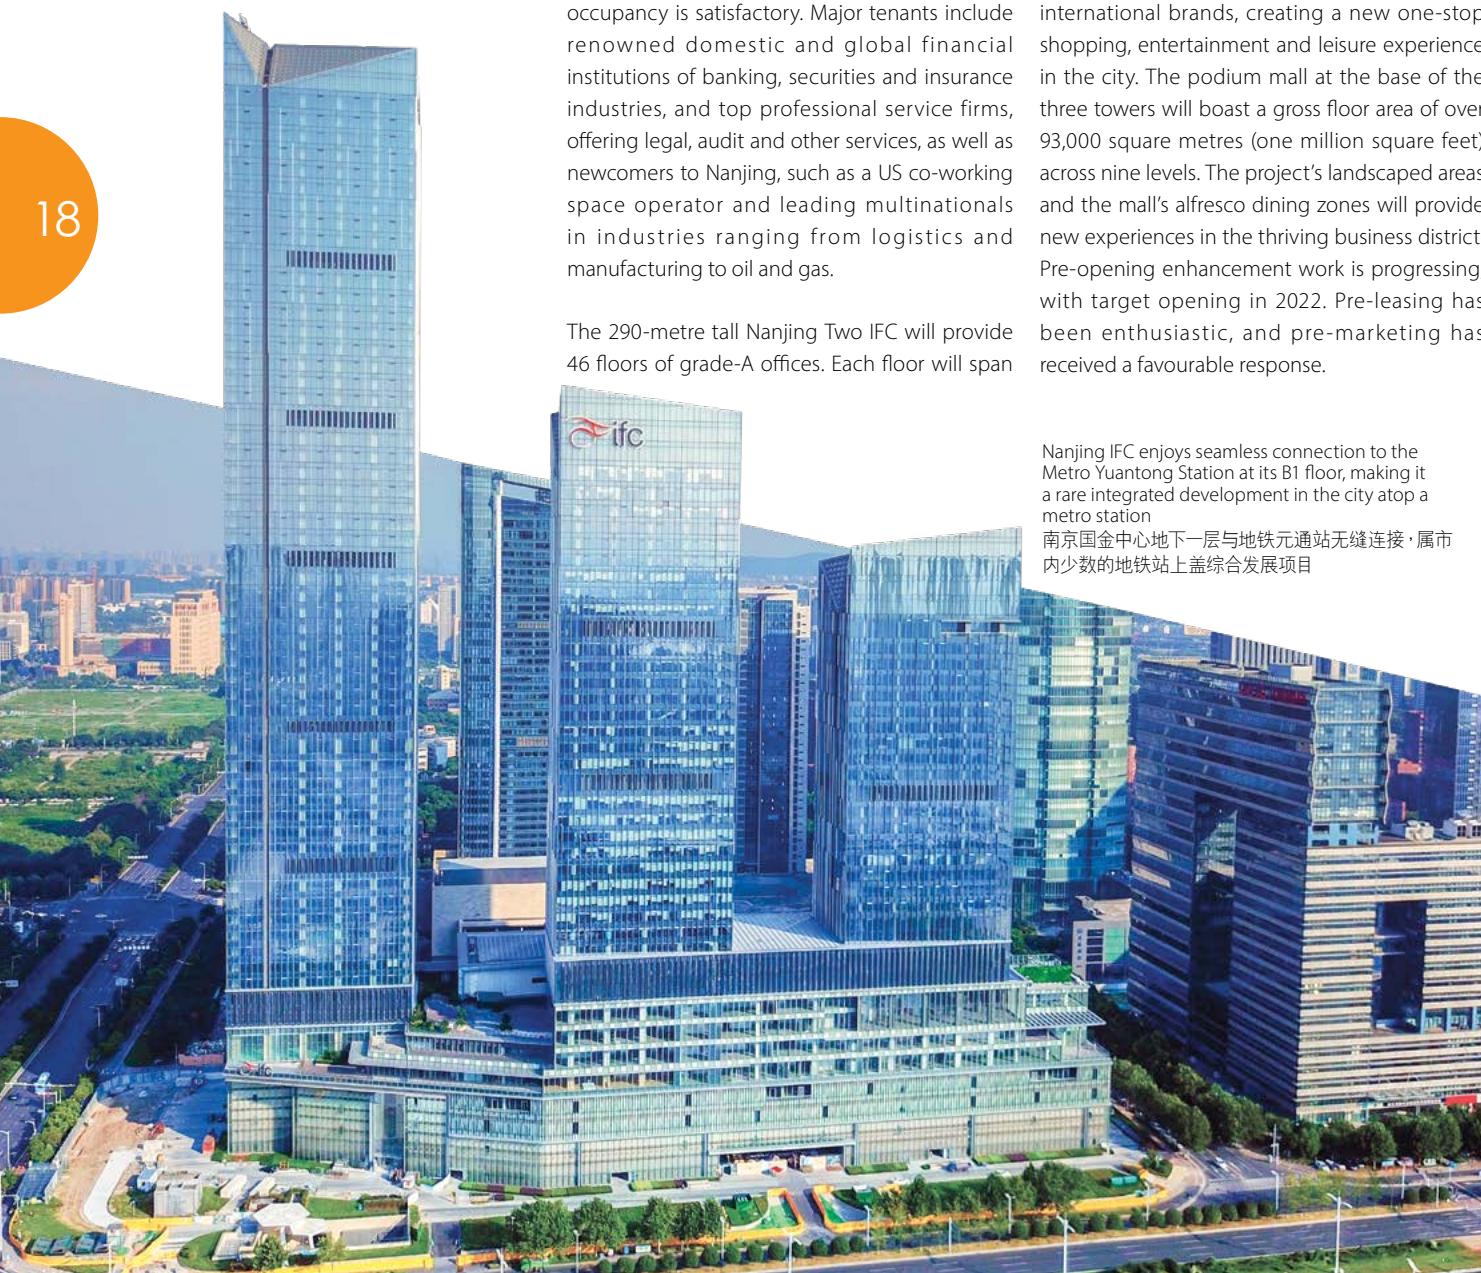 18
occupancy is satisfactory. Major tenants include
renowned domestic and global financial
institutions of banking, securities and insurance
industries, and top professional service firms,
offering legal, audit and other services, as well as
newcomers to Nanjing, such as a US co-working
space operator and leading multinationals
in industries ranging from logistics and
manufacturing to oil and gas.
The 290-metre tall Nanjing Two IFC will provide
46 floors of grade-A offices. Each floor will span
international brands, creating a new one-stop
shopping, entertainment and leisure experience
in the city. The podium mall at the base of the
three towers will boast a gross floor area of over
93,000 square metres (one million square feet)
across nine levels. The project’s landscaped areas
and the mall’s alfresco dining zones will provide
new experiences in the thriving business district
Pre-opening enhancement work is progressing
with target opening in 2022. Pre-leasing has
been enthusiastic, and pre-marketing has
received a favourable response.
Nanjing IFC enjoys seamless connection to the
Metro Yuantong Station at its B1 floor, making it
a rare integrated development in the city atop a
metro station
南京国金中心地下一层与地铁元通站无缝连接，属市
内少数的地铁站上盖综合发展项目
ifc
ifc